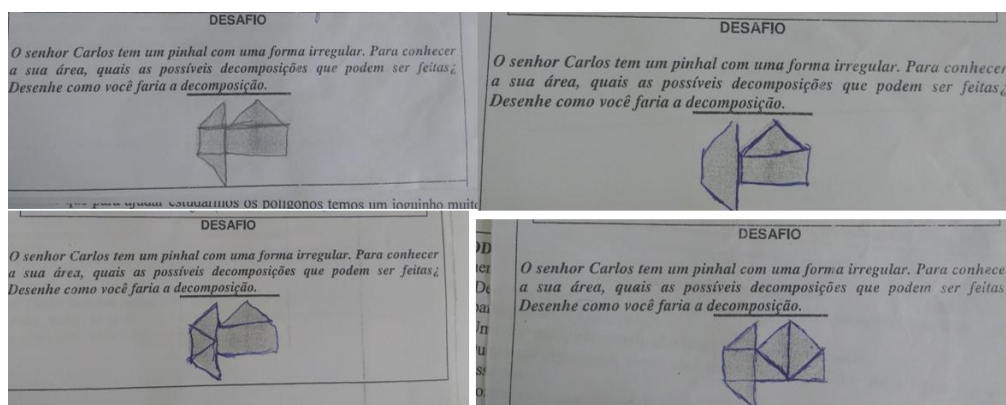 DESAFIO
O senhor Carlos tem um pinhal com uma forma irregular. Para conhecer
a sua área, quais as possíveis decomposições que podem ser feitas¿
Desenhe como você faria a decomposição.
DESAFIO
O senhor Carlos tem um pinhal com uma forma irregular. Para conhecer
a sua área, quais as possíveis decomposições que podem ser feitas¿
Desenhe como você faria a decomposição.
que para ajudar estudarmos os polígonos temos um joguinho muito
DESAFIO
O senhor Carlos tem um pinhal com uma forma irregular. Para conhecer
a sua área, quais as possíveis decomposições que podem ser feitas¿
Desenhe como você faria a decomposição.
DESAFIO
O senhor Carlos tem um pinhal com uma forma irregular. Para conhece
a sua área, quais as possíveis decomposições que podem ser feitas
Desenhe como você faria a decomposição.